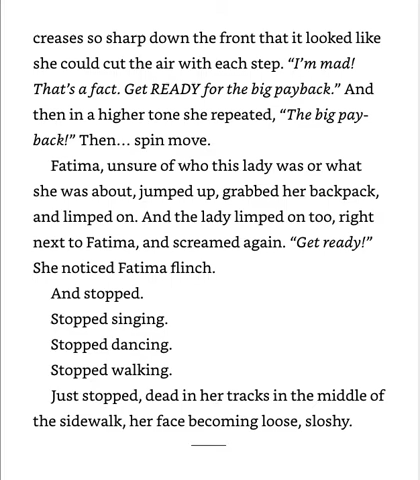 creases so sharp down the front that it looked like
she could cut the air with each step. “I’m mad!
That’s a fact. Get READY for the big payback.” And
then in a higher tone she repeated, “The big pay-
back!” Then… spin move.
Fatima, unsure of who this lady was or what
she was about, jumped up, grabbed her backpack,
and limped on. And the lady limped on too, right
next to Fatima, and screamed again. “Get ready!”
She noticed Fatima flinch.
And stopped.
Stopped singing.
Stopped dancing.
Stopped walking.
Just stopped, dead in her tracks in the middle of
the sidewalk, her face becoming loose, sloshy.